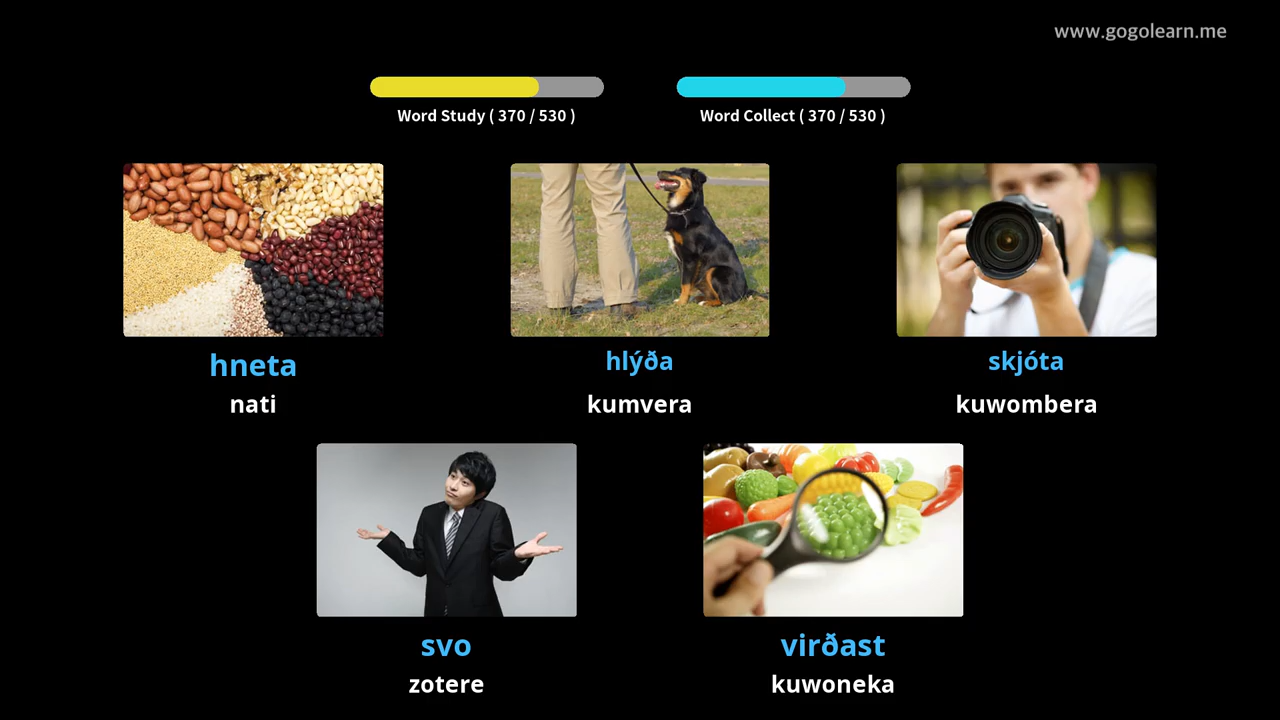 www.gogolearn.me
Word Study ( 370 / 530 )
Word Collect ( 370 / 530 )
hneta
nati
hlýða
kumvera
skjóta
kuwombera
svo
zotere
virðast
kuwoneka